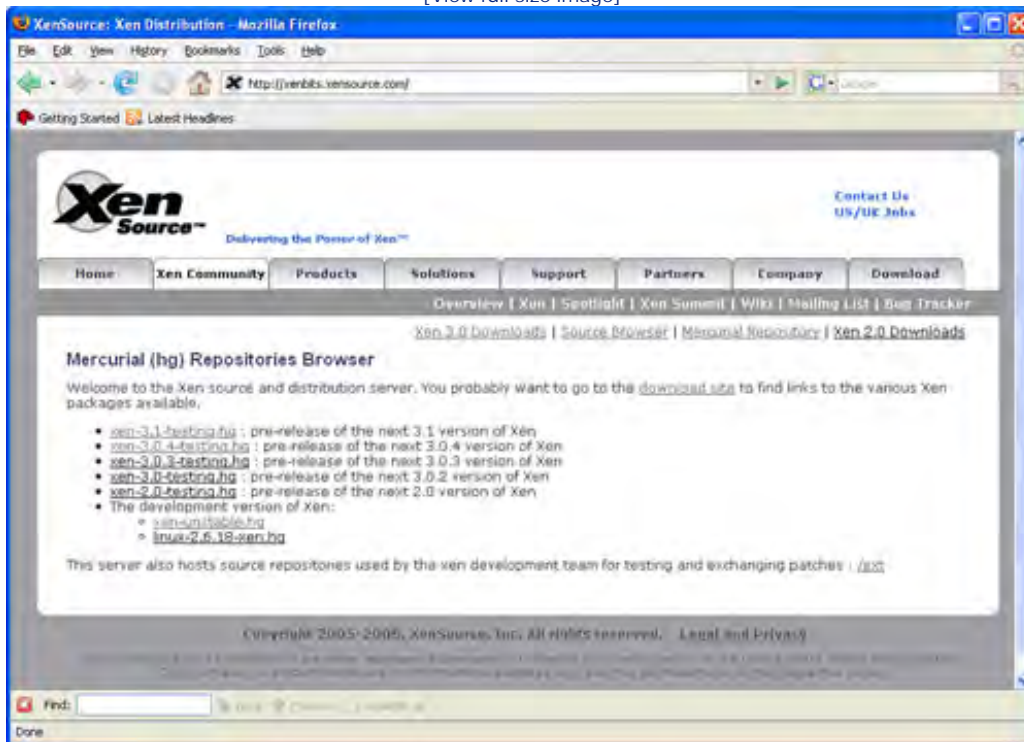 [View full size image]
XenSource: Xen Distribution - Mozilla Firefox
File Edit View History Bookmarks Tools Help
http://xenbits.xensource.com/
Getting Started Latest Headlines
Xen
Source™
Delivering the Power of Xen™
Contact Us
US/UK Jobs
Home Xen Community Products Solutions Support Partners Company Download
Overview | Xen | Spotlight | Xen Summit | Wiki | Mailing List | Bug Tracker
Xen 3.0 Downloads | Source Browser | Mercurial Repository | Xen 2.0 Downloads
Mercurial (hg) Repositories Browser
Welcome to the Xen source and distribution server. You probably want to go to the download site to find links to the various Xen
packages available.
• xen-3.1-testing.hg : pre-release of the next 3.1 version of Xen
• xen-3.0.4-testing.hg : pre-release of the next 3.0.4 version of Xen
• xen-3.0.3-testing.hg : pre-release of the next 3.0.3 version of Xen
• xen-3.0-testing.hg : pre-release of the next 3.0.2 version of Xen
• xen-2.0-testing.hg : pre-release of the next 2.0 version of Xen
• The development version of Xen:
xen-unstable.hg
linux-2.6.18-xen.hg
This server also hosts source repositories used by the xen development team for testing and exchanging patches : /ext
Copyright 2005-2006, XenSource, Inc. All rights reserved. Legal and Privacy
Find:
Done